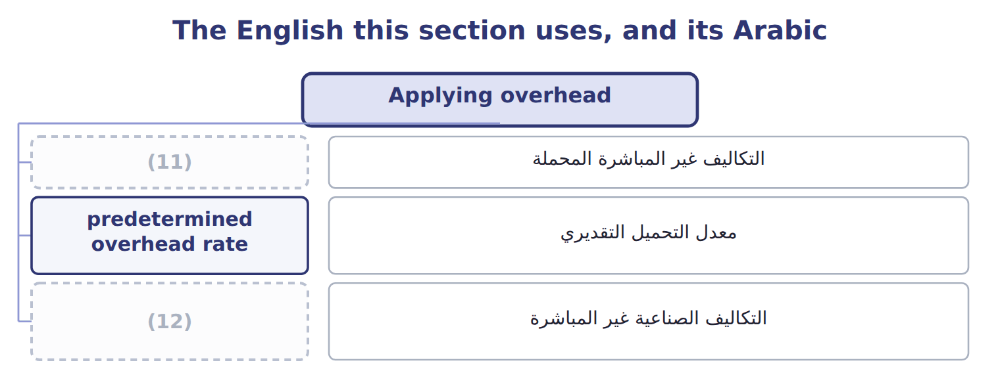 The English this section uses, and its Arabic
Applying overhead
(11)
التكاليف غير المباشرة المحملة
predetermined
overhead rate
معدل التحميل التقديري
(12)
التكاليف الصناعية غير المباشرة